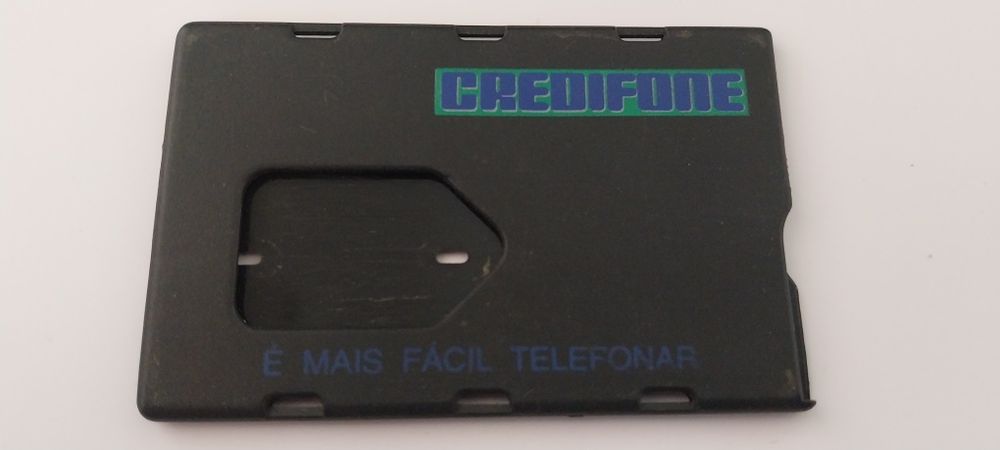 CREDIFONE
É MAIS FÁCIL TELEFONAR